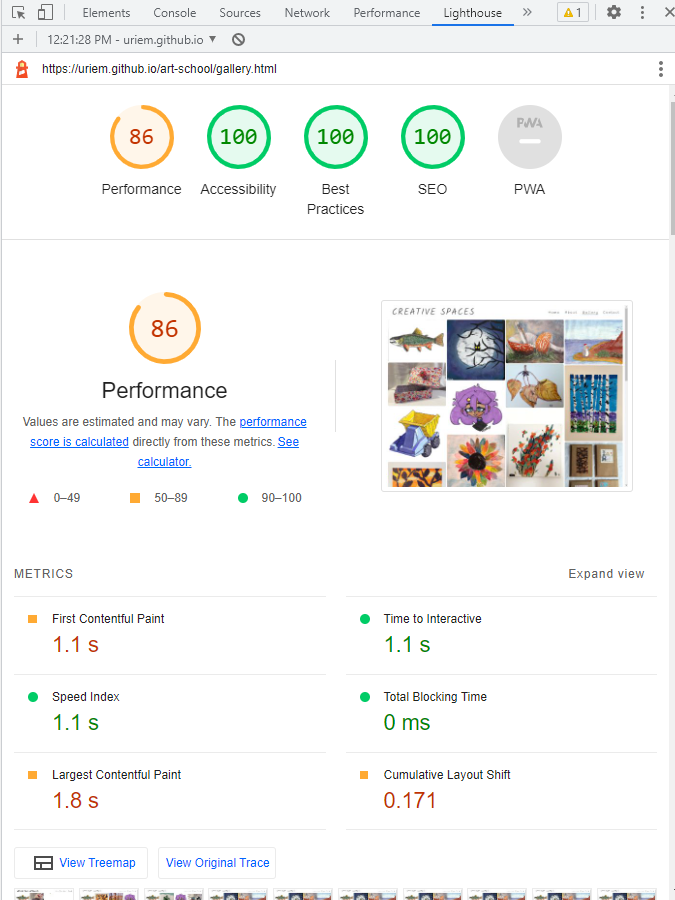 Elements Console Sources Network Performance Lighthouse » 1
+ 12:21:28 PM - uriem.github.io ▼
https://uriem.github.io/art-school/gallery.html
86 100 100 100 PWA
Performance Accessibility Best Practices SEO PWA
86
Performance
Values are estimated and may vary. The performance
score is calculated directly from these metrics. See
calculator.
0–49 50–89 90–100
CREATIVE SPACES Home About Gallery Contact
METRICS Expand view
First Contentful Paint
1.1 s
Time to Interactive
1.1 s
Speed Index
1.1 s
Total Blocking Time
0 ms
Largest Contentful Paint
1.8 s
Cumulative Layout Shift
0.171
View Treemap View Original Trace